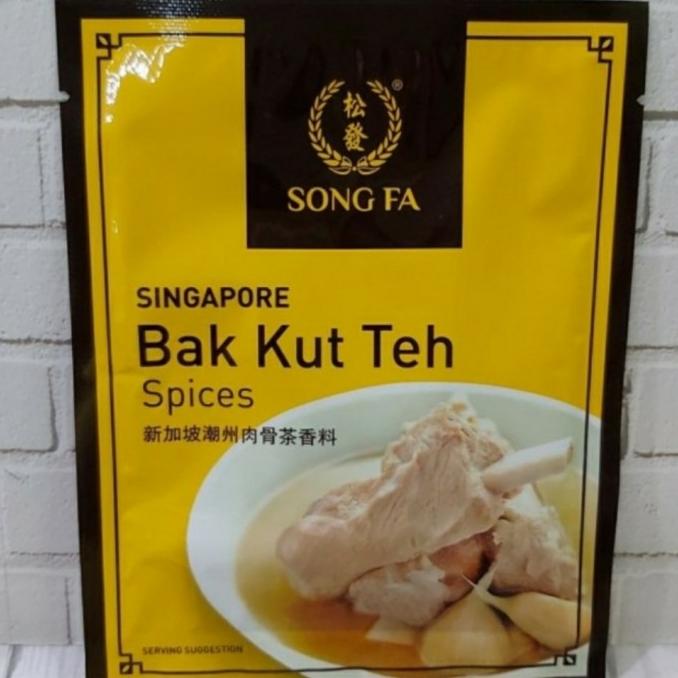 松
發
®
SONG FA
SINGAPORE
Bak Kut Teh
Spices
新加坡潮州肉骨茶香料
SERVING SUGGESTION